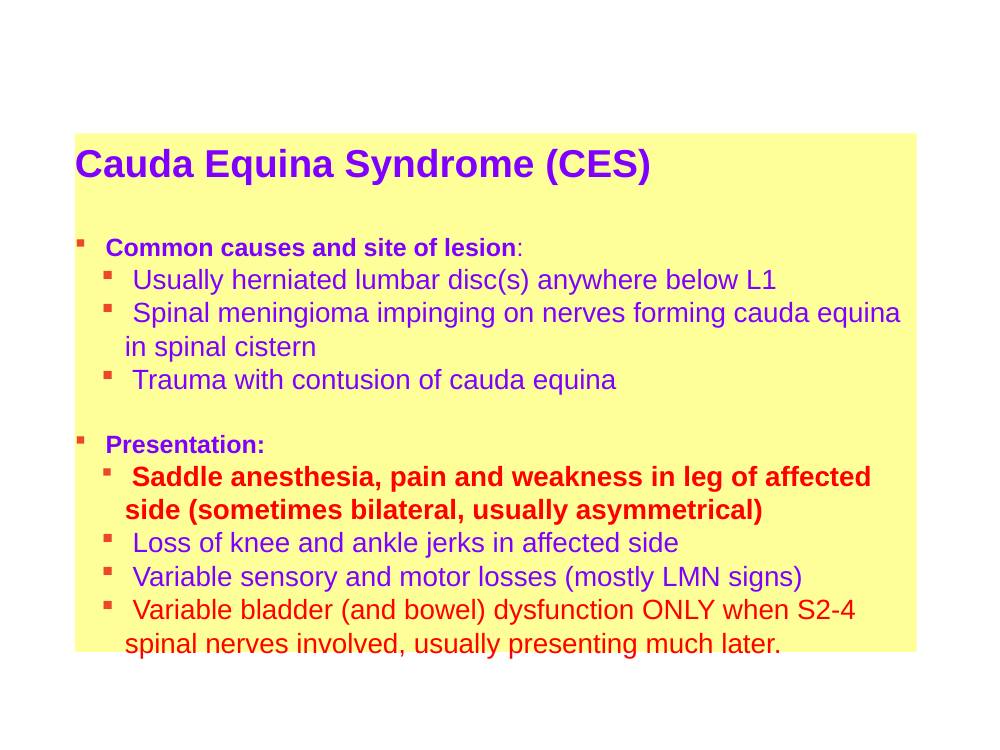 Cauda Equina Syndrome (CES)
▪ Common causes and site of lesion:
▪ Usually herniated lumbar disc(s) anywhere below L1
▪ Spinal meningioma impinging on nerves forming cauda equina
in spinal cistern
▪ Trauma with contusion of cauda equina
▪ Presentation:
▪ Saddle anesthesia, pain and weakness in leg of affected
side (sometimes bilateral, usually asymmetrical)
▪ Loss of knee and ankle jerks in affected side
▪ Variable sensory and motor losses (mostly LMN signs)
▪ Variable bladder (and bowel) dysfunction ONLY when S2-4
spinal nerves involved, usually presenting much later.